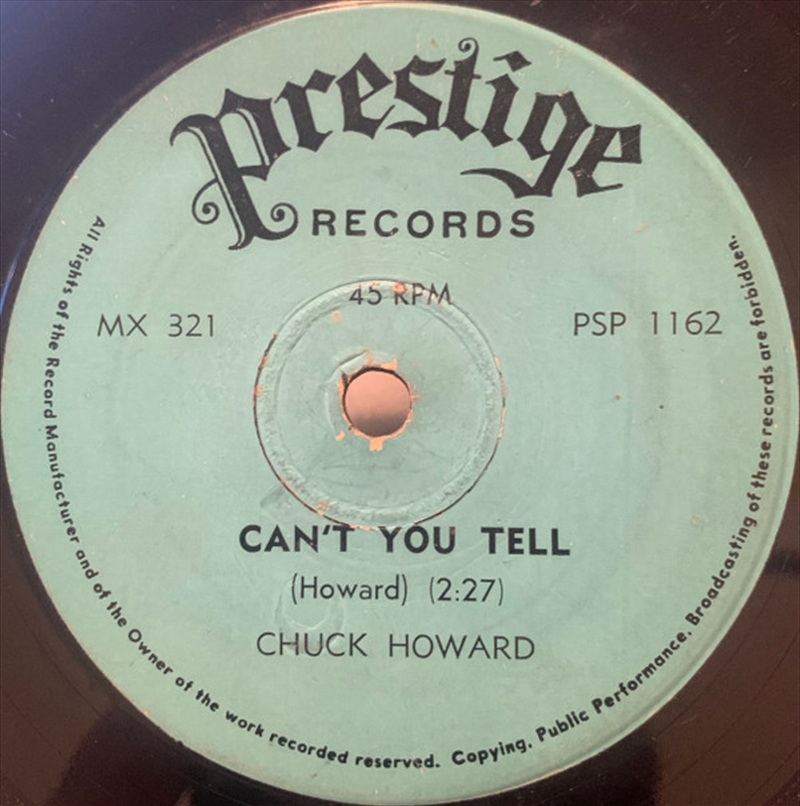 Prestige
RECORDS
45 RPM
MX 321
PSP 1162
CAN'T YOU TELL
(Howard) (2:27)
CHUCK HOWARD
All Rights of the Record Manufacturer and of the Owner of the work recorded reserved. Copying, Public Performance, Broadcasting of these records are forbidden.